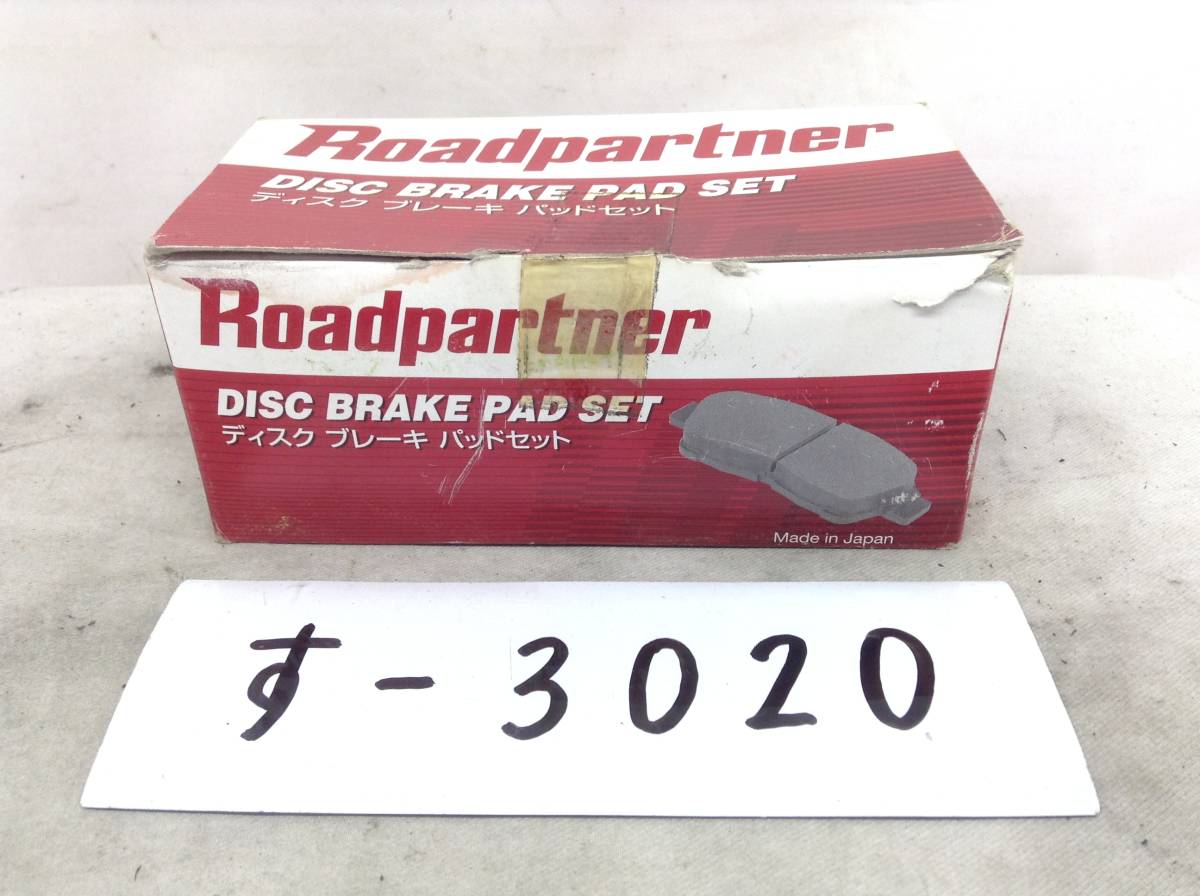 Roadpartner
DISC BRAKE PAD SET
ディスク ブレーキ パッドセット
Roadpartner
DISC BRAKE PAD SET
ディスク ブレーキ パッドセット
Made in Japan
す-3020